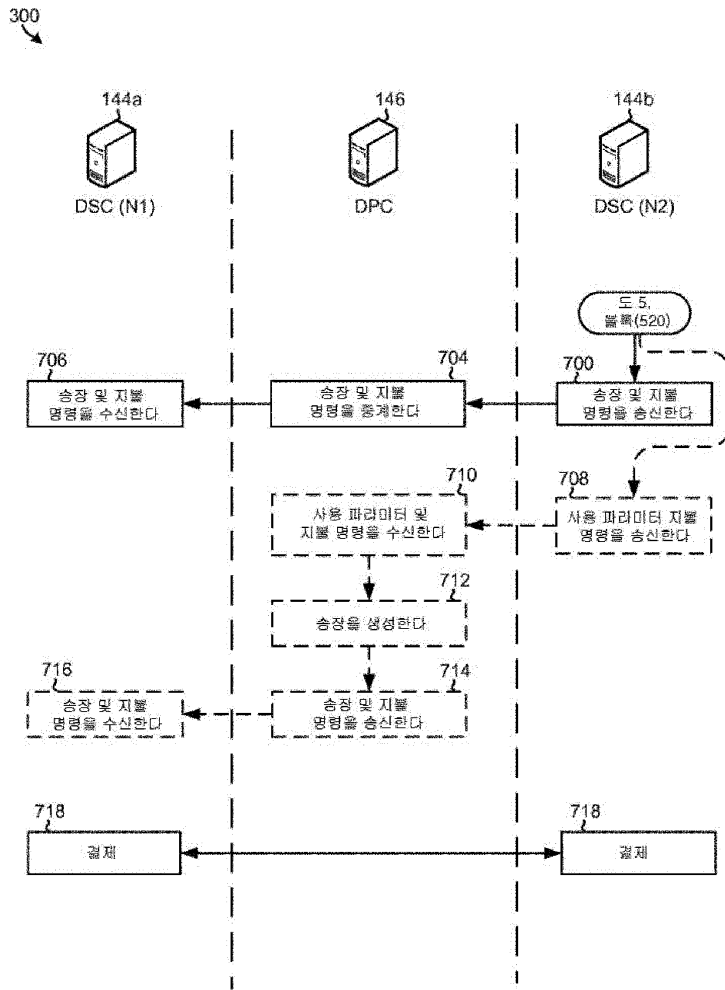 300
144a
146
144b
DSC (N1)
DPC
DSC (N2)
도 5,
블록(520)
706
704
700
송장 및 지불
명령을 수신한다
송장 및 지불
명령을 중계한다
송장 및 지불
명령을 송신한다
710
708
사용 파라미터 및
지불 명령을 수신한다
사용 파라미터 지불
명령을 송신한다
712
송장을 생성한다
716
714
송장 및 지불
명령을 수신한다
송장 및 지불
명령을 송신한다
718
718
결제
결제